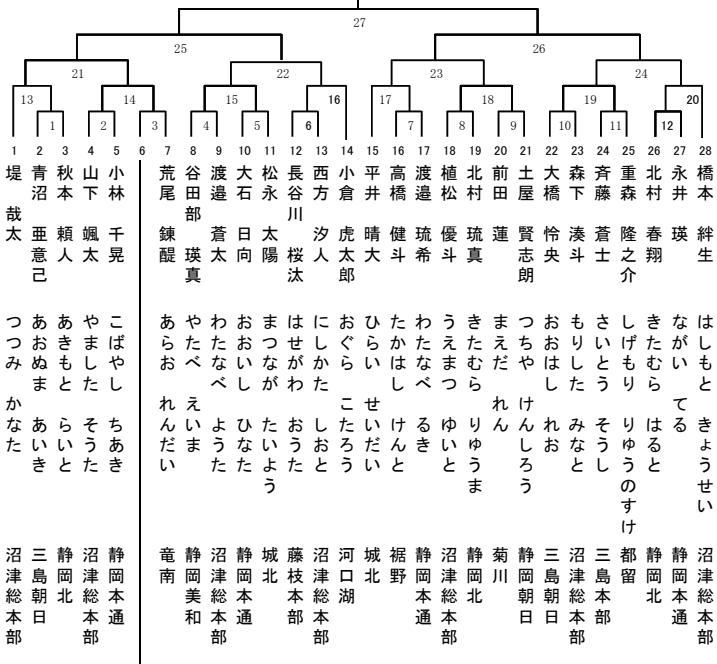 27
25
26
21
22
23
24
13
14
15
16
17
18
19
20
1
2
3
4
5
6
7
8
9
10
11
12
1
2
3
4
5
6
7
8
9
10
11
12
13
14
15
16
17
18
19
20
21
22
23
24
25
26
27
28
堤 哉太
青沼 亜意己
秋本 頼人
山下 颯太
小林 千晃
荒尾 錬醍
谷田部 瑛真
渡邉 蒼太
大石 日向
松永 太陽
長谷川 桜汰
西方 汐人
小倉 虎太郎
平井 晴大
高橋 健斗
渡邉 琉希
植松 優斗
北村 琉真
前田 蓮
土屋 賢志朗
大橋 怜央
森下 湊斗
斉藤 蒼士
重森 隆之介
北村 春翔
永井 瑛
橋本 絆生
つつみ かなた
あおぬま あいき
あきもと らいと
やました そうた
こばやし ちあき
あらお れんだい
やたべ えいま
わたなべ ようた
おおいし ひなた
まつなが たいよう
はせがわ おうた
にしかた しおと
おぐら こたろう
ひらい せいだい
たかはし けんと
わたなべ るき
うえまつ ゆいと
きたむら りゅうま
まえだ れん
つちや けんしろう
おおはし れお
もりした みなと
さいとう そうし
しげもり りゅうのすけ
きたむら はると
ながい てる
はしもと きょうせい
沼津総本部
三島朝日
静岡北
沼津総本部
静岡本通
竜南
静岡美和
沼津総本部
静岡本通
城北
藤枝本部
沼津総本部
河口湖
城北
裾野
静岡本通
沼津総本部
静岡北
菊川
静岡朝日
三島朝日
沼津総本部
三島本部
都留
静岡北
静岡本通
沼津総本部